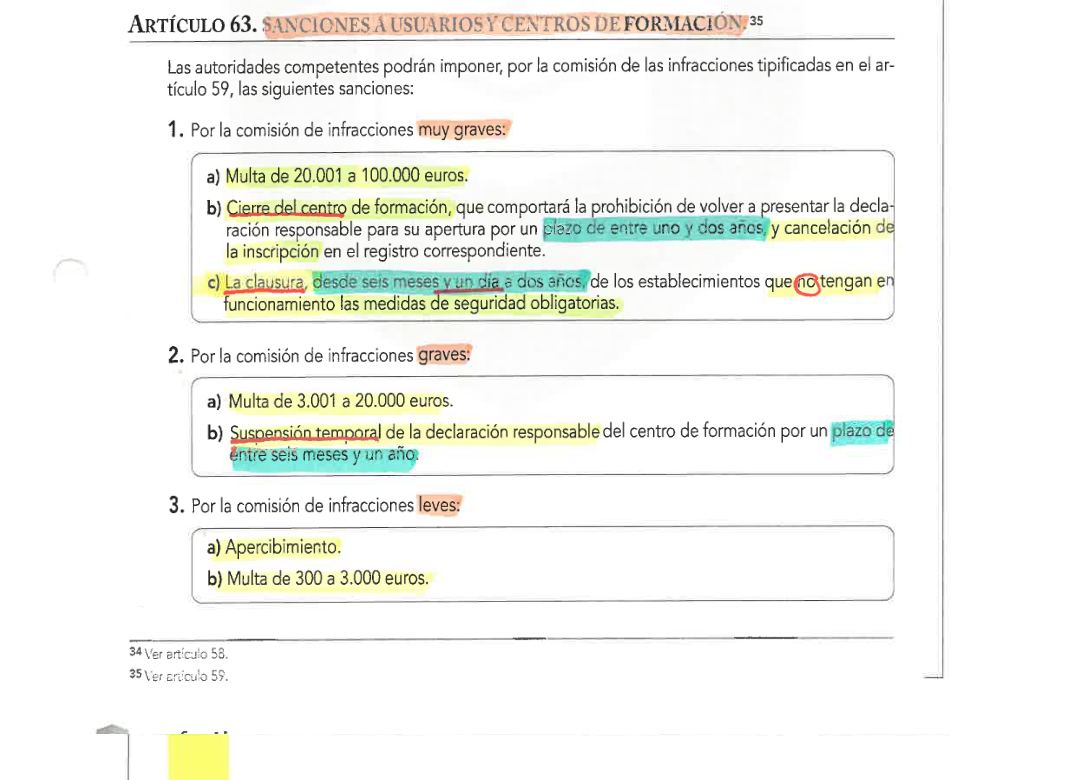 ARTÍCULO 63. SANCIONES A USUARIOS Y CENTROS DE FORMACIÓN. 35
Las autoridades competentes podrán imponer, por la comisión de las infracciones tipificadas en el ar-
tículo 59, las siguientes sanciones:
1. Por la comisión de infracciones muy graves:
a) Multa de 20.001 a 100.000 euros.
b) Cierre del centro de formación, que comportará la prohibición de volver a presentar la decla-
ración responsable para su apertura por un plazo de entre uno y dos años, y cancelación de
la inscripción en el registro correspondiente.
c) La clausura, desde seis meses y un día a dos años, de los establecimientos que no tengan en
funcionamiento las medidas de seguridad obligatorias.
2. Por la comisión de infracciones graves:
a) Multa de 3.001 a 20.000 euros.
b) Suspensión temporal de la declaración responsable del centro de formación por un plazo de
entre seis meses y un año.
3. Por la comisión de infracciones leves:
a) Apercibimiento.
b) Multa de 300 a 3.000 euros.
34 Ver artículo 58.
35 Ver artículo 59.